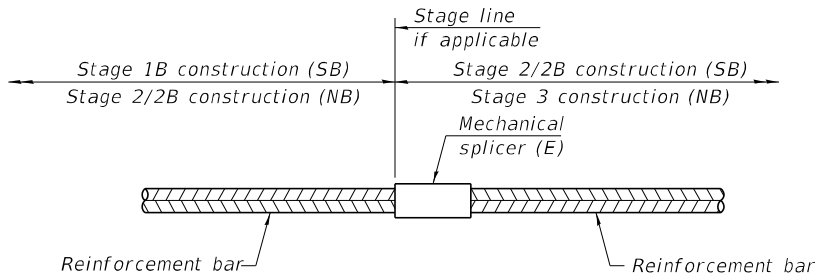 Stage line
if applicable
Stage 1B construction (SB)
Stage 2/2B construction (SB)
Stage 2/2B construction (NB)
Stage 3 construction (NB)
Mechanical
splicer (E)
Reinforcement bar
Reinforcement bar